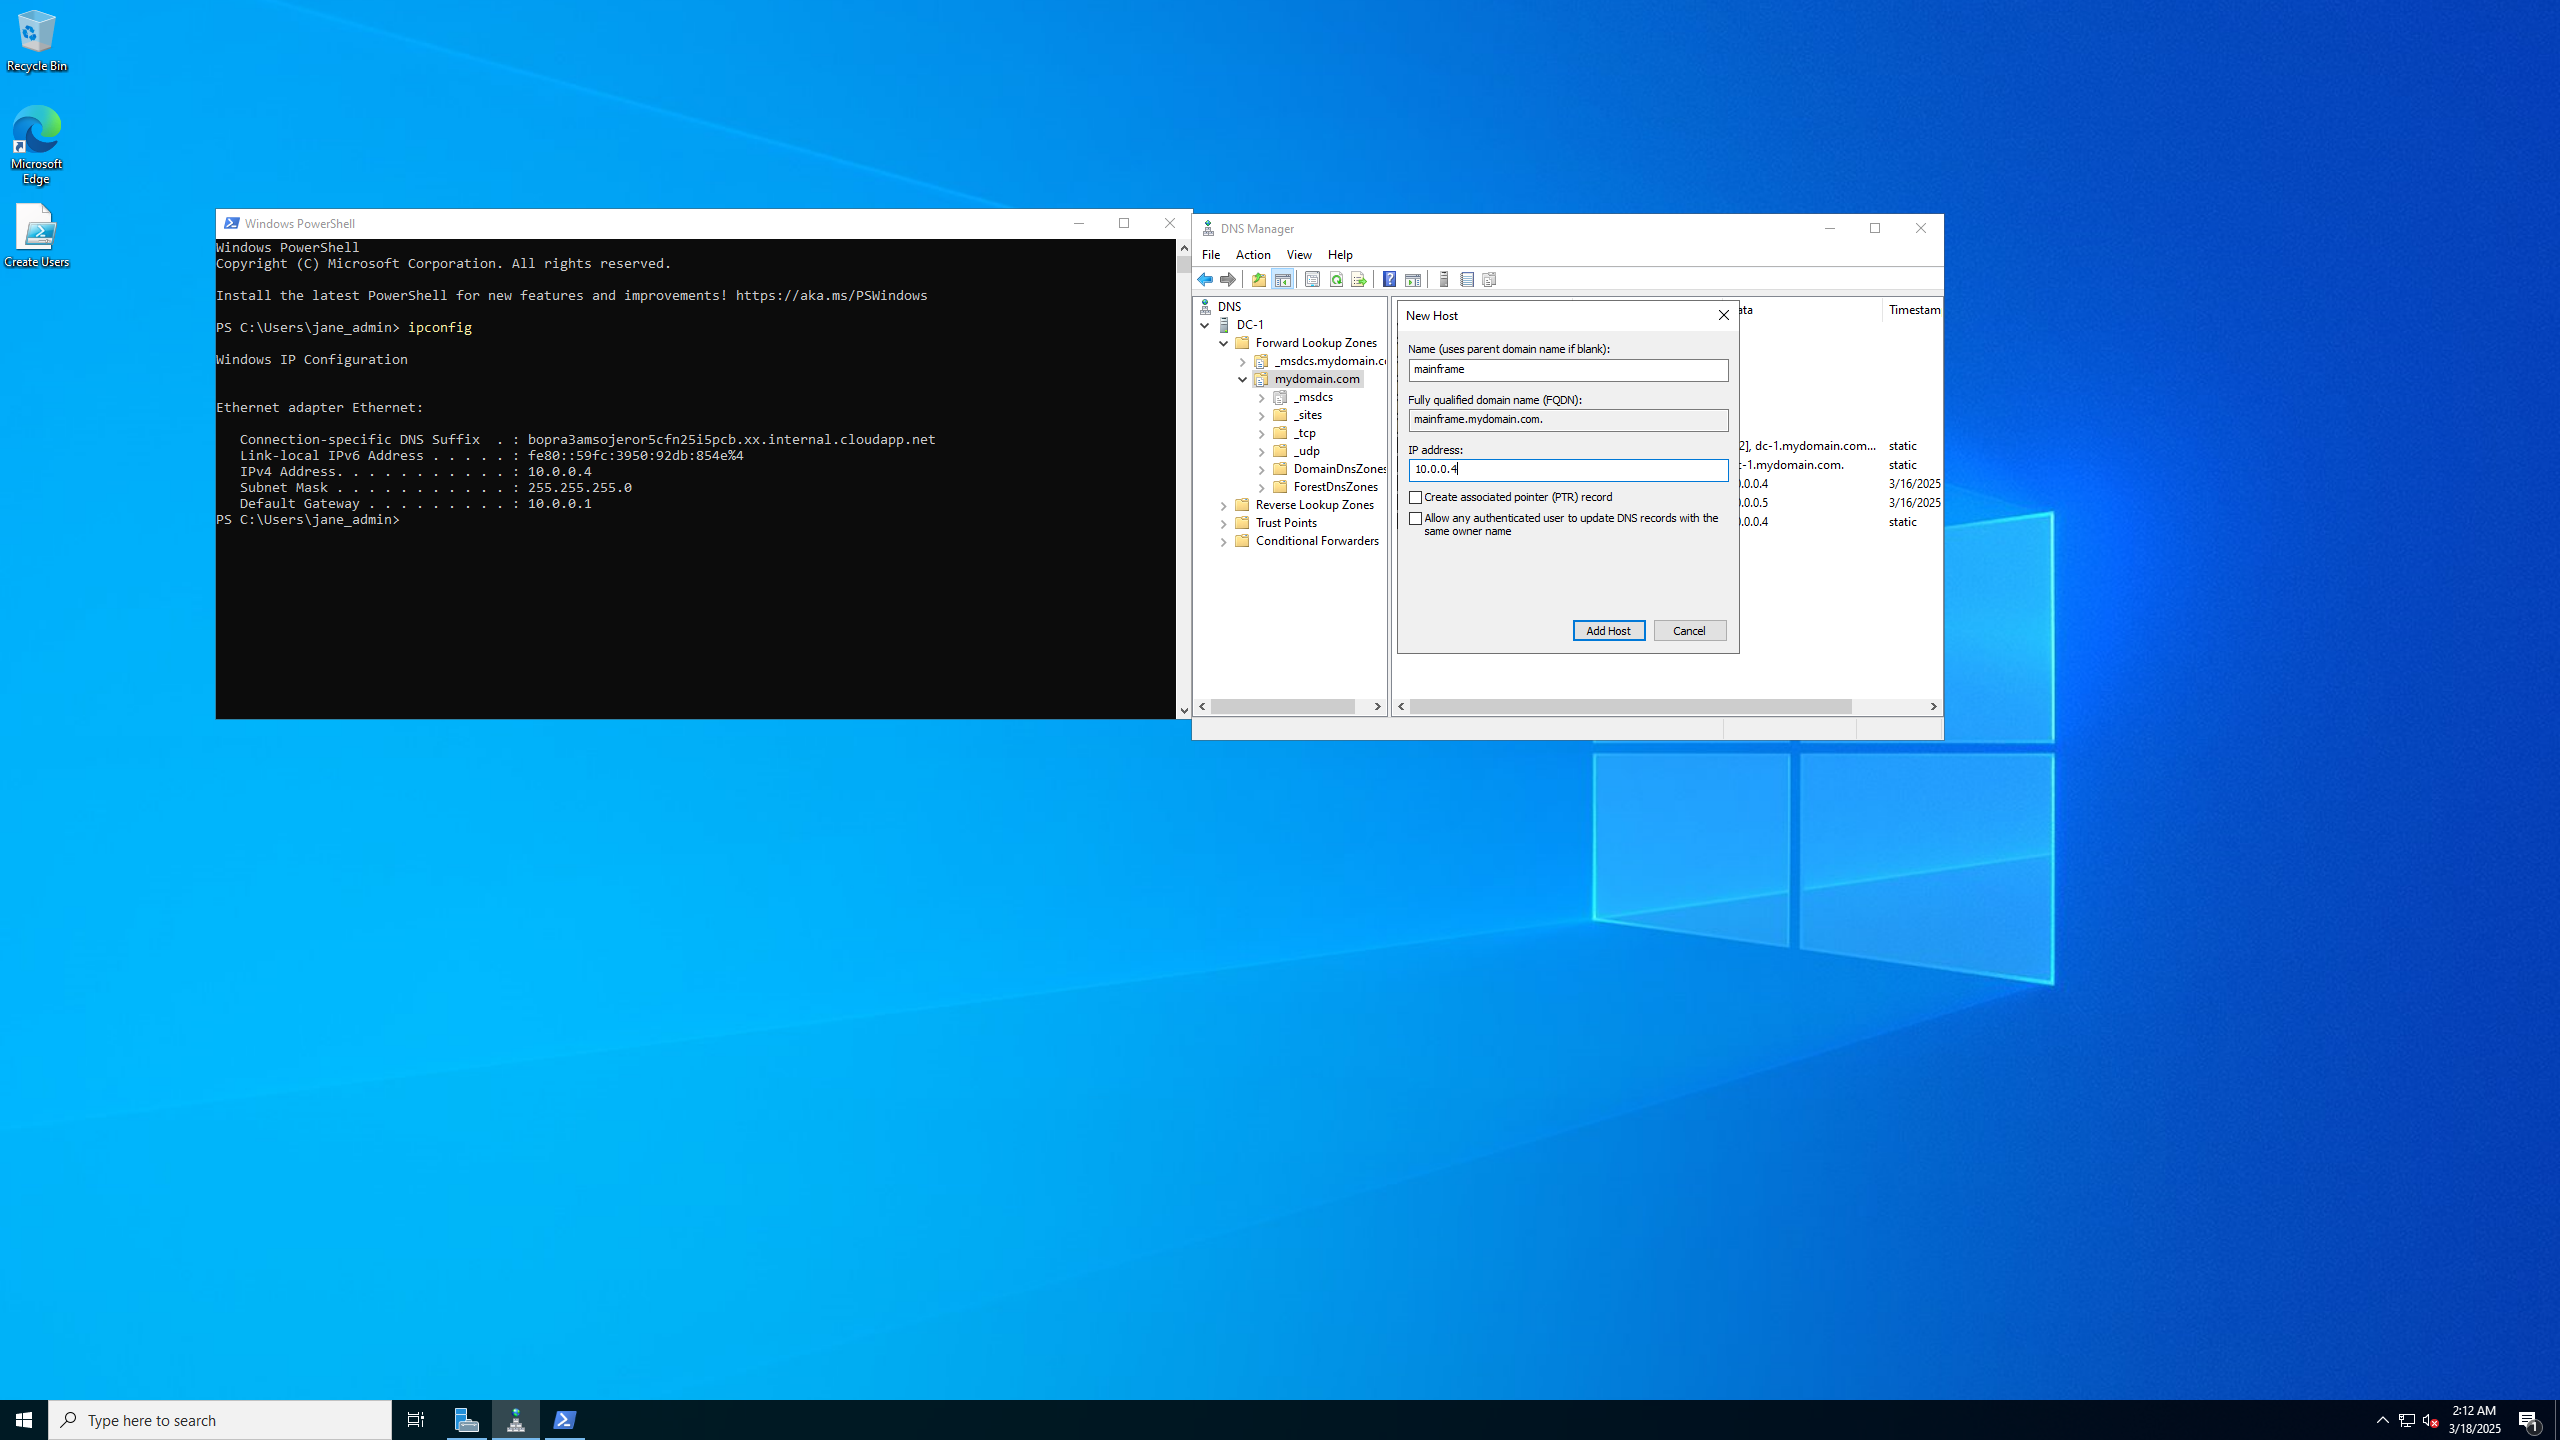 Recycle Bin
Microsoft
Edge
Create Users
Windows PowerShell
Windows PowerShell
Copyright (C) Microsoft Corporation. All rights reserved.
Install the latest PowerShell for new features and improvements! https://aka.ms/PSWindows
PS C:\Users\jane_admin> ipconfig
Windows IP Configuration
Ethernet adapter Ethernet:
Connection-specific DNS Suffix  . : bopra3amsojeror5cfn25i5pcb.xx.internal.cloudapp.net
Link-local IPv6 Address . . . . . : fe80::59fc:3950:92db:854e%4
IPv4 Address. . . . . . . . . . . : 10.0.0.4
Subnet Mask . . . . . . . . . . . : 255.255.255.0
Default Gateway . . . . . . . . . : 10.0.0.1
PS C:\Users\jane_admin>
DNS Manager
File Action View Help
DNS
DC-1
Forward Lookup Zones
_msdcs.mydomain.c
mydomain.com
_msdcs
_sites
_tcp
_udp
DomainDnsZones
ForestDnsZones
Reverse Lookup Zones
Trust Points
Conditional Forwarders
ata Timestam
2], dc-1.mydomain.com... static
-1.mydomain.com. static
.0.0.4 3/16/2025
.0.0.5 3/16/2025
.0.0.4 static
New Host
Name (uses parent domain name if blank):
mainframe
Fully qualified domain name (FQDN):
mainframe.mydomain.com.
IP address:
10.0.0.4
Create associated pointer (PTR) record
Allow any authenticated user to update DNS records with the
same owner name
Add Host Cancel
Type here to search
2:12 AM
3/18/2025
1